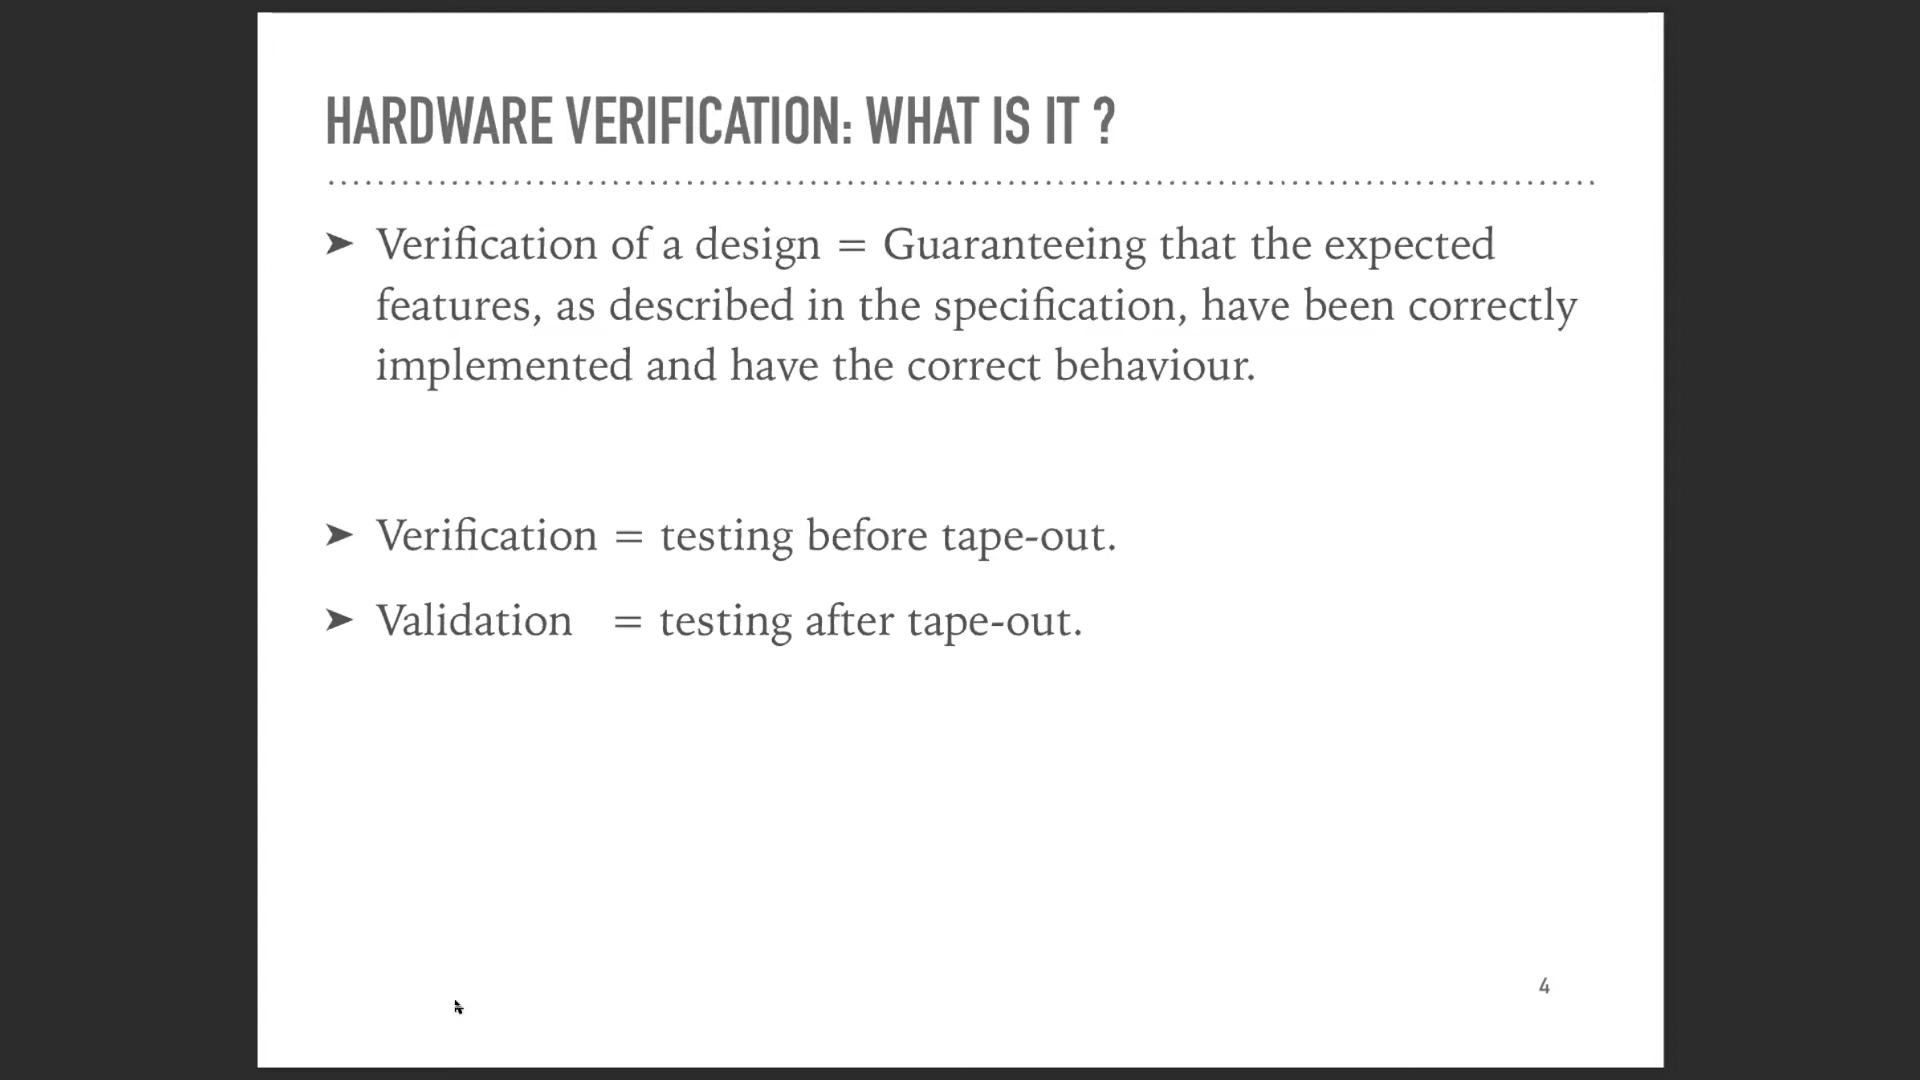 HARDWARE VERIFICATION: WHAT IS IT ?
➤ Verification of a design = Guaranteeing that the expected
features, as described in the specification, have been correctly
implemented and have the correct behaviour.
➤ Verification = testing before tape-out.
➤ Validation = testing after tape-out.
4